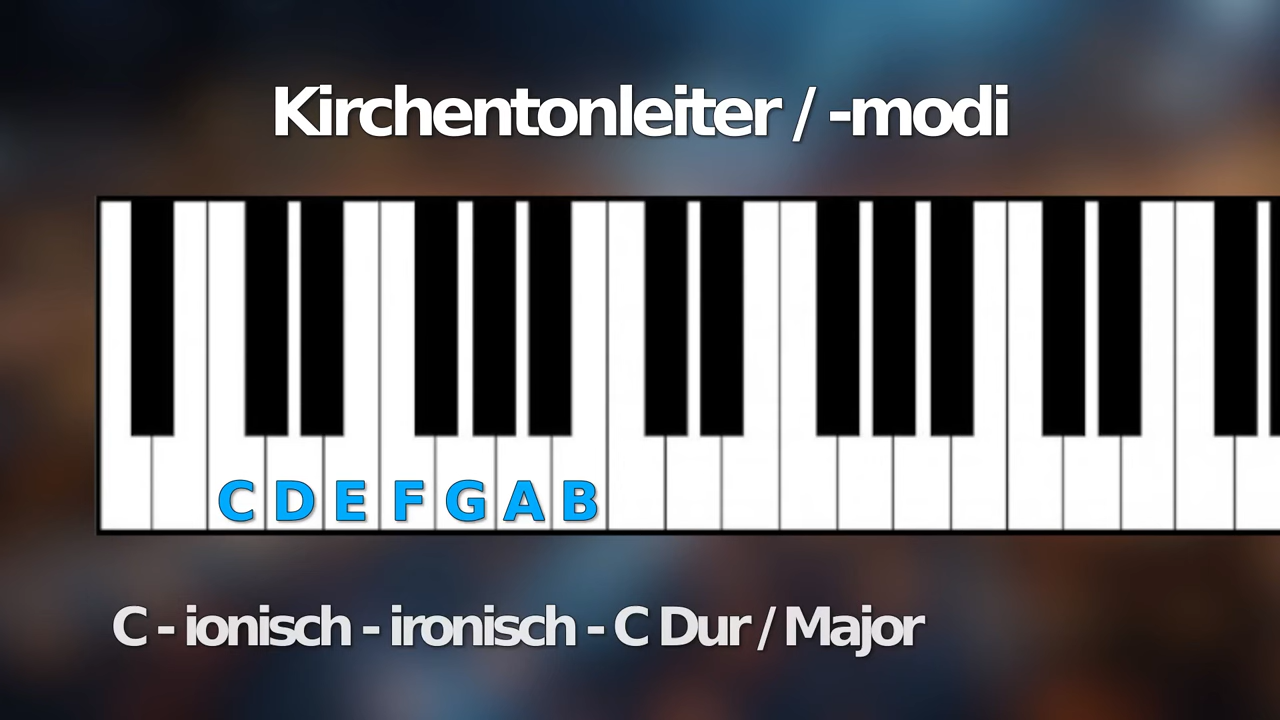 Kirchentonleiter / -modi
C D E F G A B
C - ionisch - ironisch - C Dur / Major